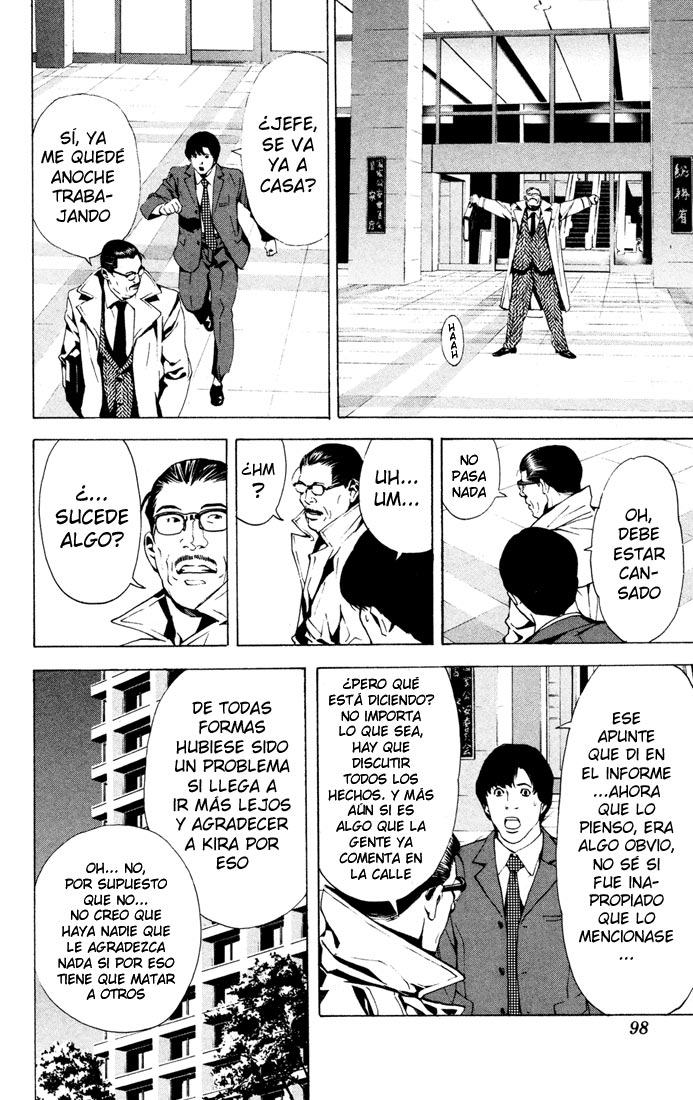 HAAH
¿JEFE,
SE VA
YA A
CASA?
SÍ, YA
ME QUEDÉ
ANOCHE
TRABA-
JANDO
OH,
DEBE
ESTAR
CAN-
SADO
NO
PASA
NADA
UH...
UM...
¿HM
?
¿...
SUCEDE
ALGO?
ESE
APUNTE
QUE DI EN
EL INFORME
...AHORA
QUE LO
PIENSO, ERA
ALGO OBVIO,
NO SÉ SI
FUE INA-
PROPIADO
QUE LO
MENCIONASE
...
¿PERO QUÉ
ESTÁ DICIENDO?
NO IMPORTA
LO QUE SEA,
HAY QUE
DISCUTIR
TODOS LOS
HECHOS. Y MÁS
AÚN SI ES
ALGO QUE LA
GENTE YA
COMENTA EN
LA CALLE
DE TODAS
FORMAS
HUBIESE SIDO
UN PROBLEMA
SI LLEGA A
IR MÁS LEJOS
Y AGRADECER
A KIRA POR
ESO
OH... NO,
POR SUPUESTO
QUE NO...
NO CREO QUE
HAYA NADIE QUE
LE AGRADEZCA
NADA SI POR ESO
TIENE QUE MATAR
A OTROS
98